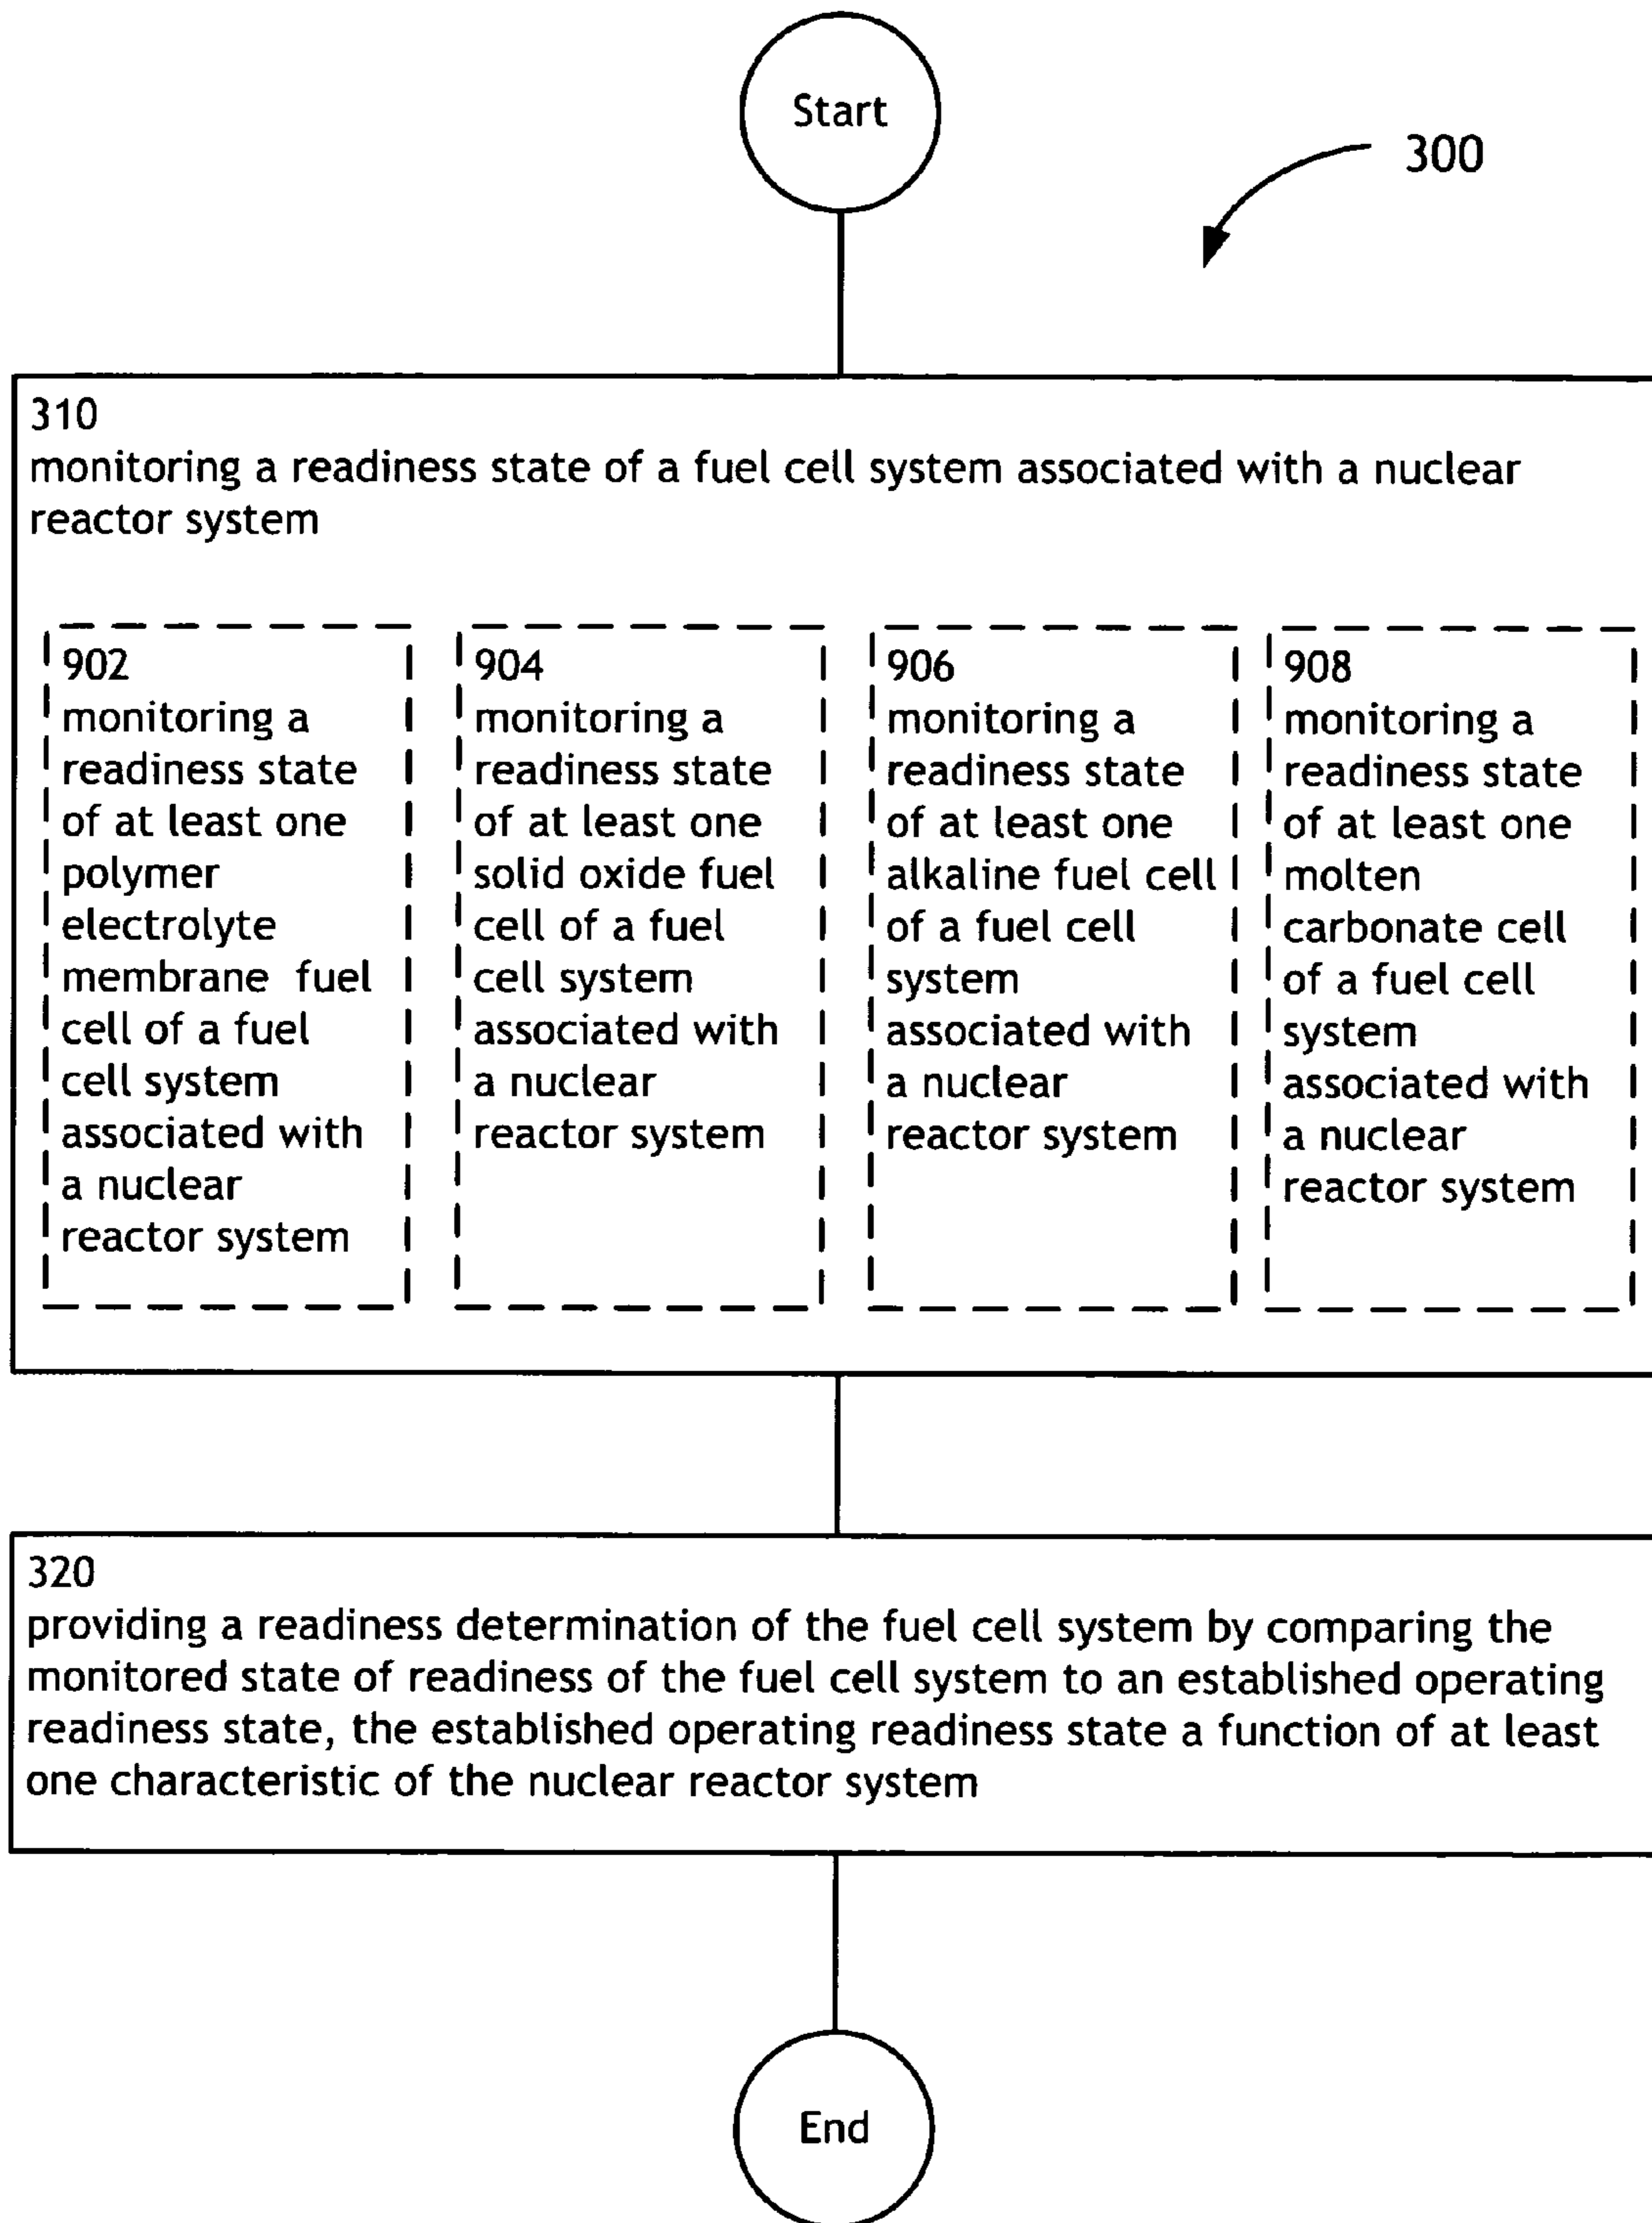 Start
300
310
monitoring a readiness state of a fuel cell system associated with a nuclear
reactor system
902
monitoring a
readiness state
of at least one
polymer
electrolyte
membrane fuel
cell of a fuel
cell system
associated with
a nuclear
reactor system
904
monitoring a
readiness state
of at least one
solid oxide fuel
cell of a fuel
cell system
associated with
a nuclear
reactor system
906
monitoring a
readiness state
of at least one
alkaline fuel cell
of a fuel cell
system
associated with
a nuclear
reactor system
908
monitoring a
readiness state
of at least one
molten
carbonate cell
of a fuel cell
system
associated with
a nuclear
reactor system
320
providing a readiness determination of the fuel cell system by comparing the
monitored state of readiness of the fuel cell system to an established operating
readiness state, the established operating readiness state a function of at least
one characteristic of the nuclear reactor system
End